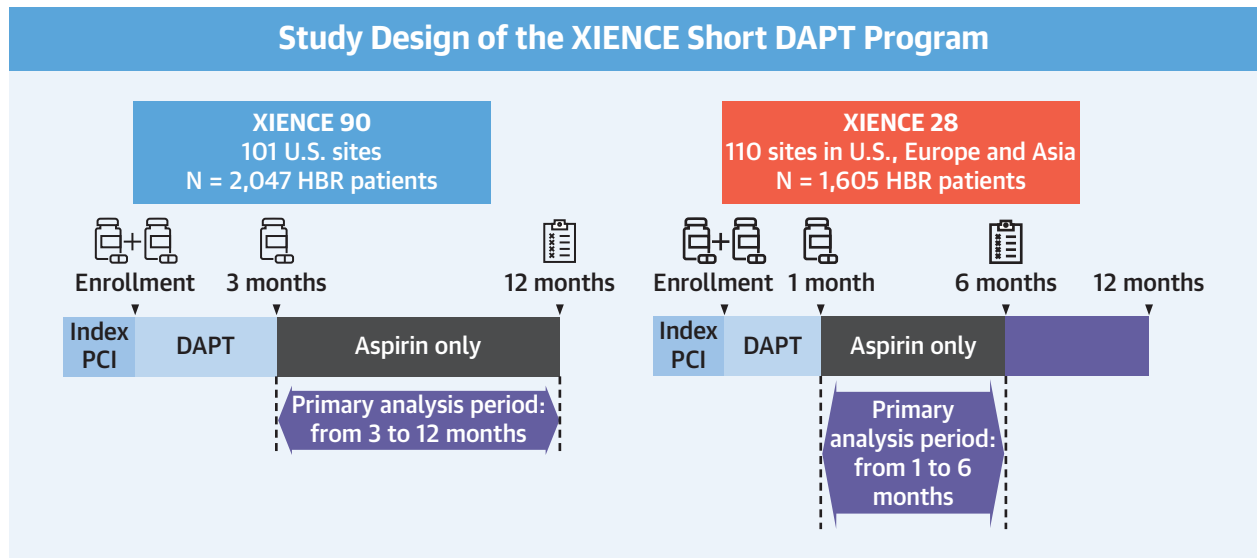 Study Design of the XIENCE Short DAPT Program
XIENCE 90
101 U.S. sites
N = 2,047 HBR patients
Enrollment
3 months
12 months
Index
PCI
DAPT
Aspirin only
Primary analysis period:
from 3 to 12 months
XIENCE 28
110 sites in U.S., Europe and Asia
N = 1,605 HBR patients
Enrollment
1 month
6 months
12 months
Index
PCI
DAPT
Aspirin only
Primary
analysis period:
from 1 to 6
months